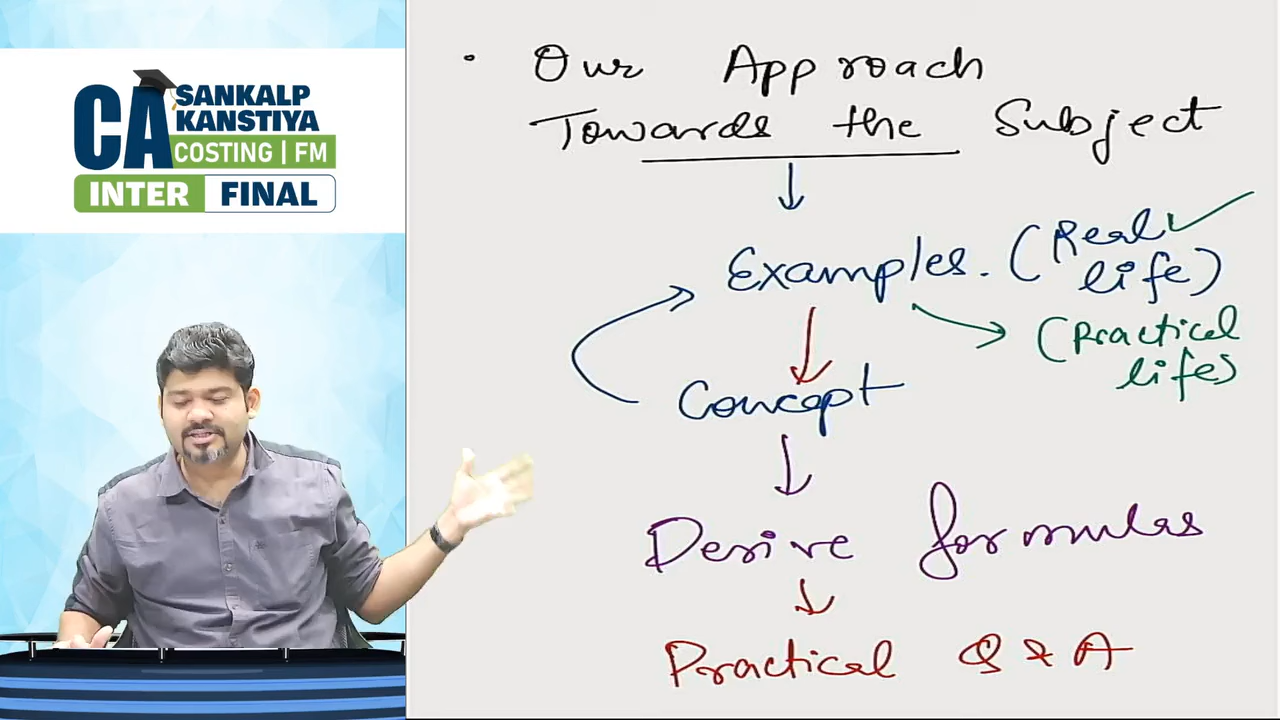 CA
SANKALP
KANSTIYA
COSTING | FM
INTER FINAL
• Our Approach
Towards the Subject
Examples. (Real
life)
(Practical
life)
Concept
Derive formulas
Practical Q & A